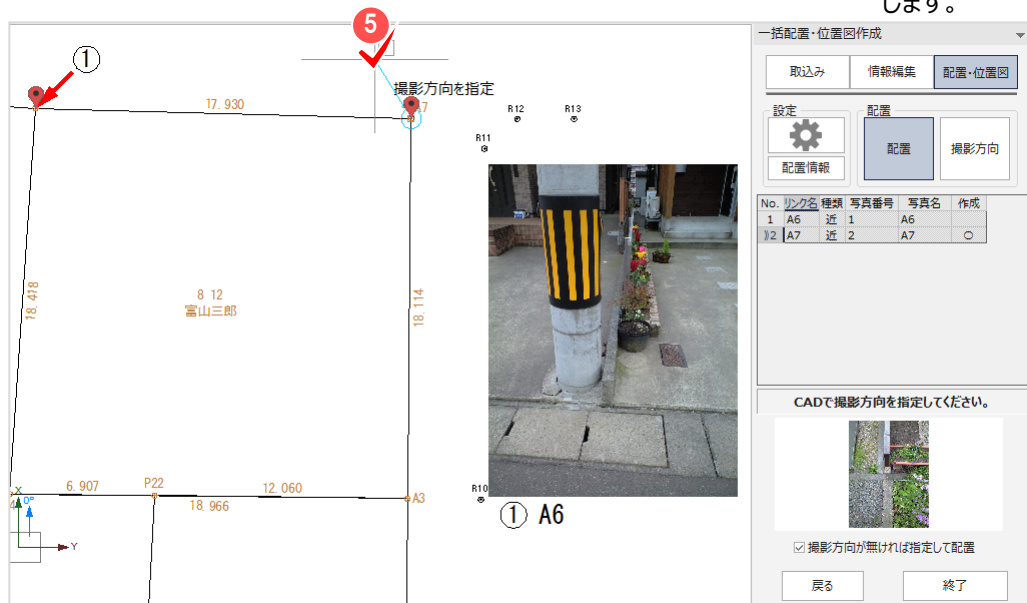 します。
5
①
撮影方向を指定
A7
17.930
R12
R13
R11
18.418
8 12
富山三郎
18.114
6.907
P22
12.060
18.966
A3
R10
X
0°
Y
4
① A6
一括配置・位置図作成
取込み
情報編集
配置・位置図
設定
配置情報
配置
配置
撮影方向
No. リンク名 種類 写真番号 写真名 作成
1 A6 近 1 A6
2 A7 近 2 A7 ○
CADで撮影方向を指定してください。
撮影方向が無ければ指定して配置
戻る
終了